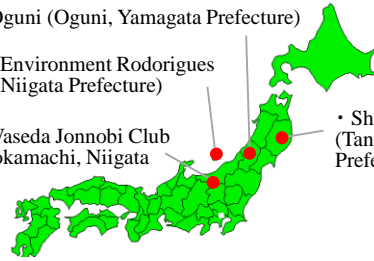 Oguni (Oguni, Yamagata Prefecture)
Environment Rodorigues
Niigata Prefecture)
Waseda Jonnobi Club
okamachi, Niigata
・Sh
(Tan
Prefe